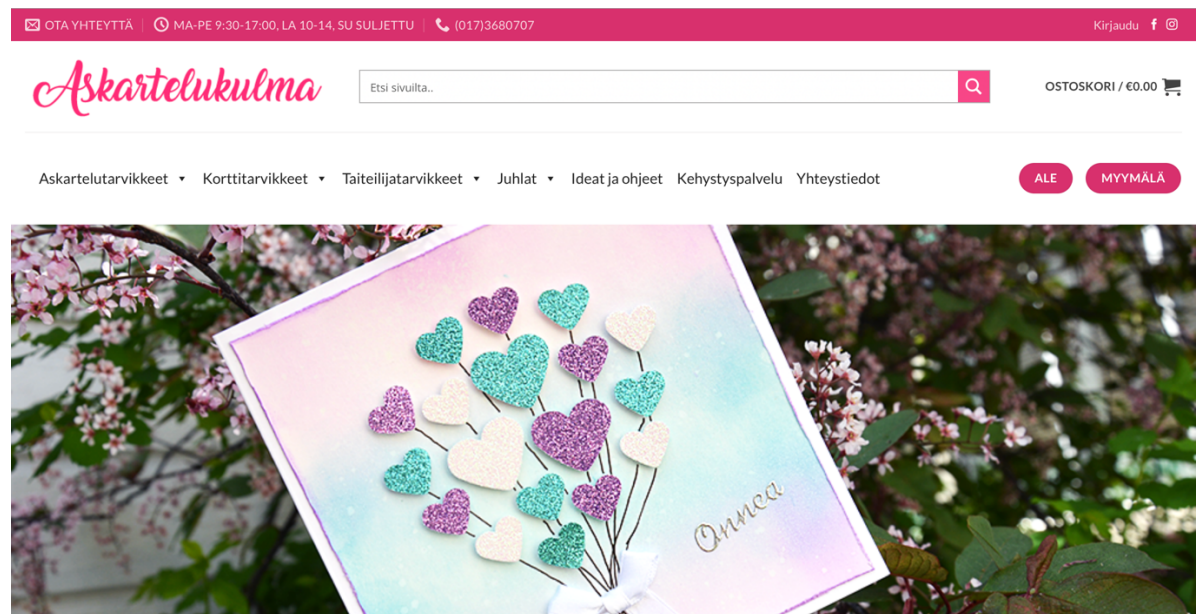 OTA YHTEYTTÄ
MA-PE 9:30-17:00, LA 10-14, SU SULJETTU
(017)3680707
Kirjaudu
Askartelukulma
Etsi sivuilta..
OSTOSKORI / €0.00
Askartelutarvikkeet Korttitarvikkeet Taiteilijatarvikkeet Juhlat Ideat ja ohjeet Kehystyspalvelu Yhteystiedot
ALE
MYYMÄLÄ
Onnea